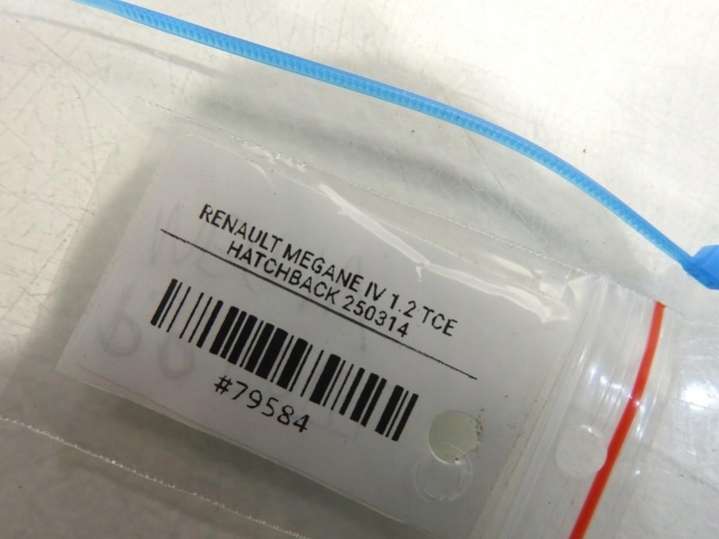 RENAULT MEGANE IV 1.2 TCE
HATCHBACK 250314
#79584